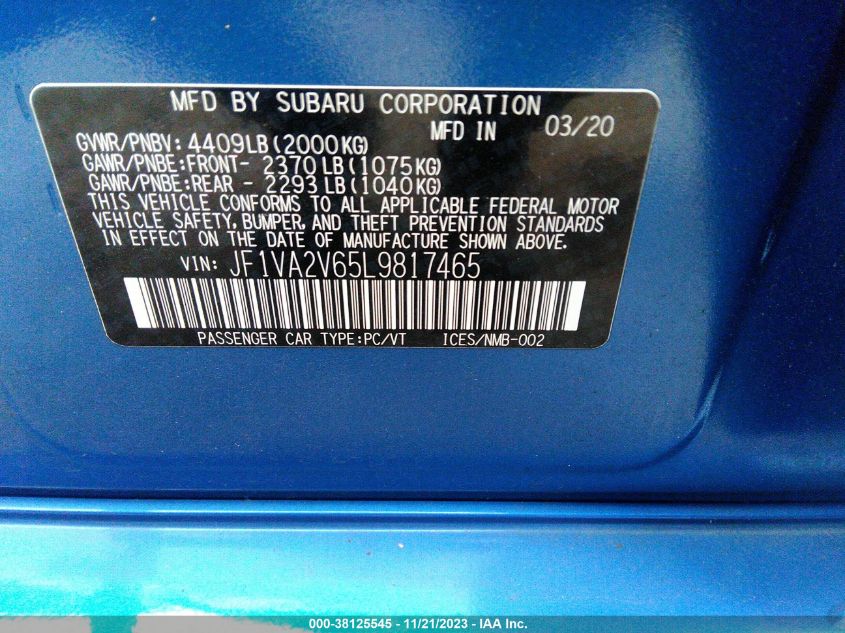 MFD BY SUBARU CORPORATION
MFD IN 03/20
GVWR/PNBV: 4409LB(2000KG)
GAWR/PNBE:FRONT- 2370LB(1075KG)
GAWR/PNBE:REAR - 2293LB(1040KG)
THIS VEHICLE CONFORMS TO ALL APPLICABLE FEDERAL MOTOR
VEHICLE SAFETY, BUMPER, AND THEFT PREVENTION STANDARDS
IN EFFECT ON THE DATE OF MANUFACTURE SHOWN ABOVE.
VIN: JF1VA2V65L9817465
PASSENGER CAR TYPE:PC/VT ICES/NMB-002
000-38125545 - 11/21/2023 - IAA Inc.